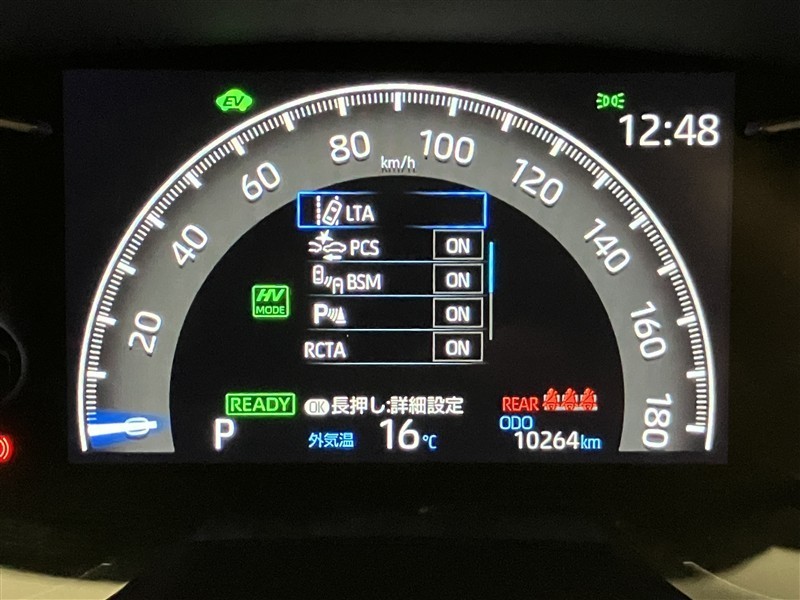 EV
12:48
80
100
km/h
60
120
40
140
20
160
0
180
LTA
PCS ON
BSM ON
HV
MODE
P ON
RCTA ON
READY
OK 長押し:詳細設定
REAR
P
外気温 16℃
ODO
10264km